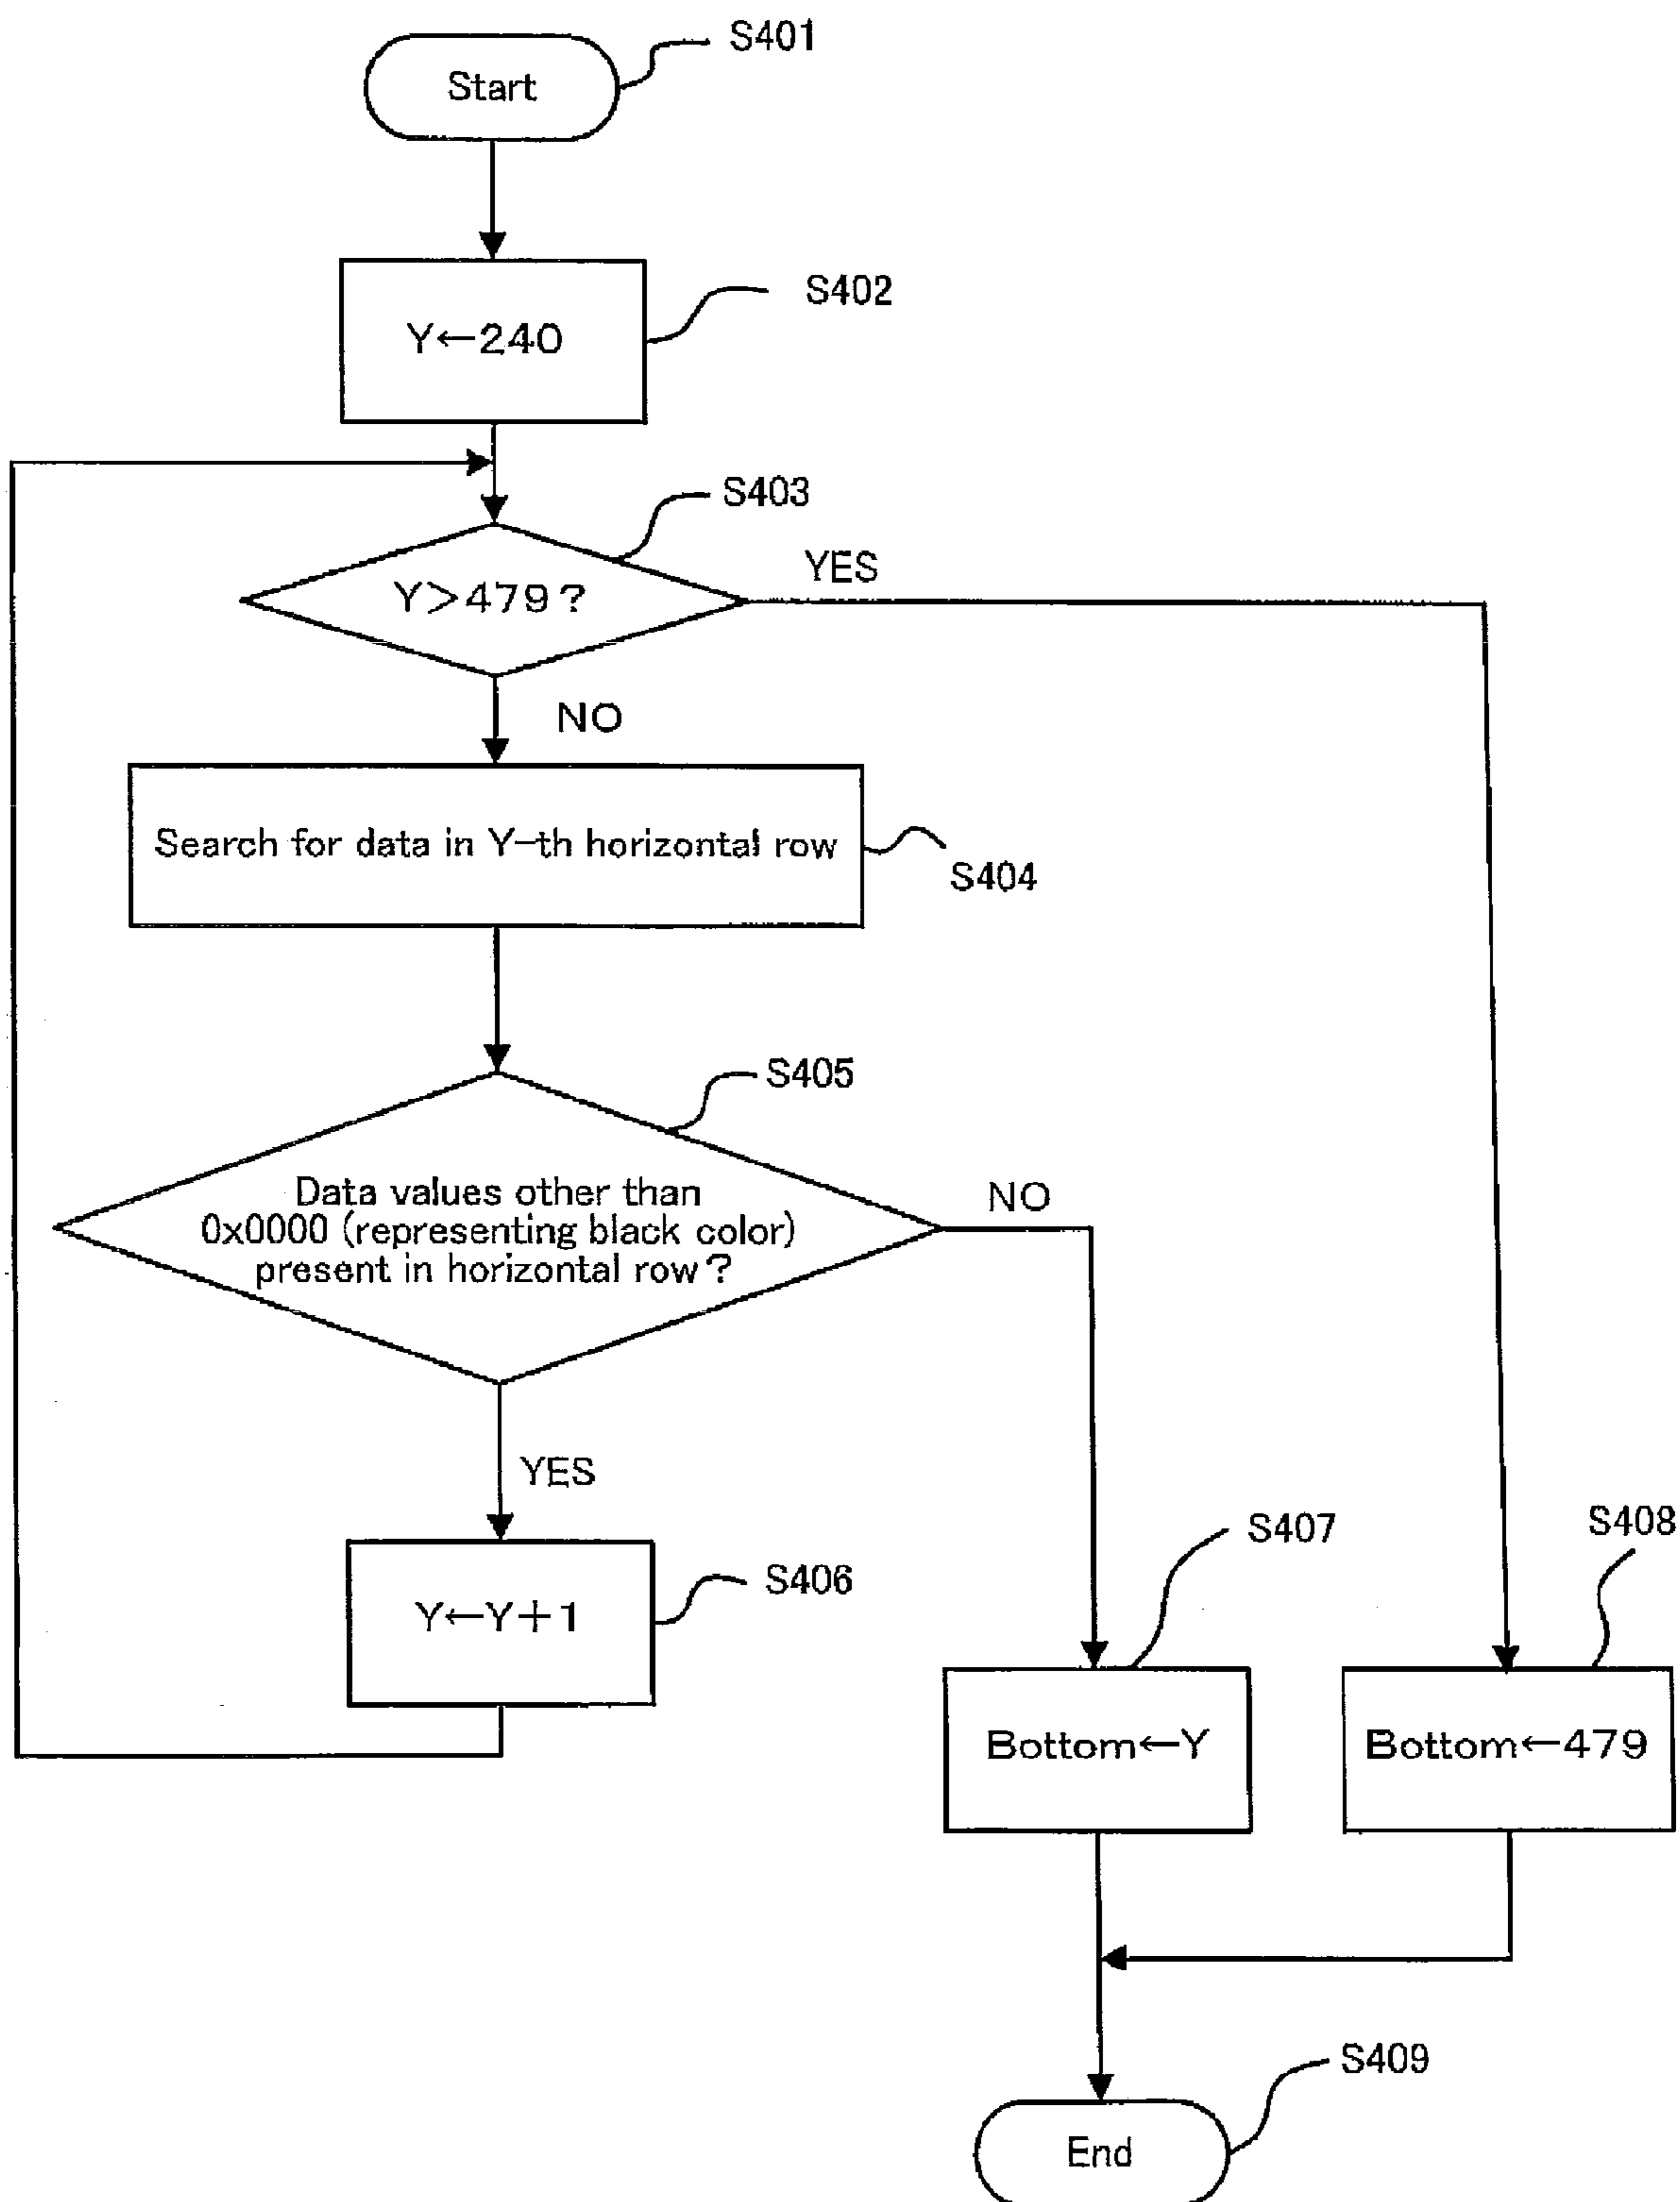 S401
Start
S402
Y←240
S403
Y>479?
YES
NO
Search for data in Y-th horizontal row
S404
S405
Data values other than
0x0000 (representing black color)
present in horizontal row?
NO
YES
S406
Y←Y+1
S407
S408
Bottom←Y
Bottom←479
S409
End